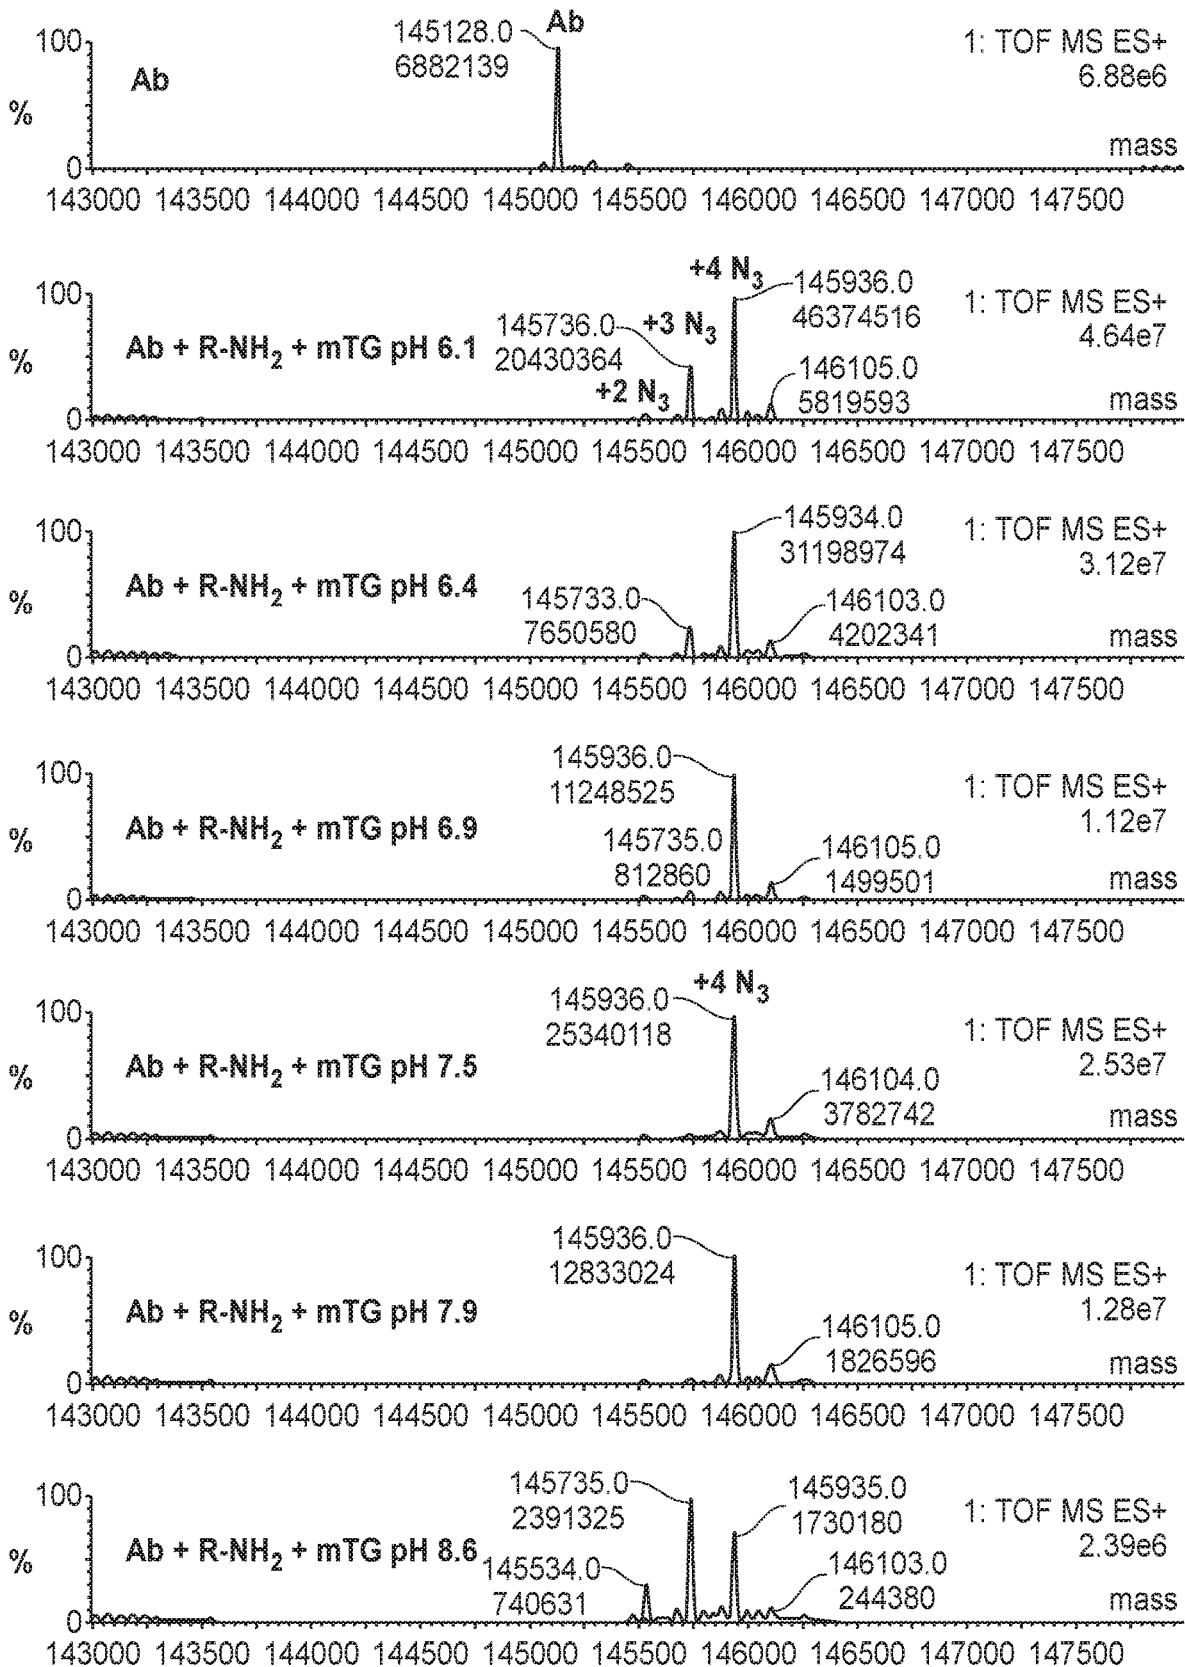 Ab
145128.0
6882139
1: TOF MS ES+
6.88e6
100
Ab
%
0
mass
143000 143500 144000 144500 145000 145500 146000 146500 147000 147500
+4 N3
145936.0
46374516
1: TOF MS ES+
4.64e7
100
+3 N3
145736.0
20430364
%
Ab + R-NH2 + mTG pH 6.1
+2 N3
146105.0
5819593
mass
0
143000 143500 144000 144500 145000 145500 146000 146500 147000 147500
100
145934.0
31198974
1: TOF MS ES+
3.12e7
%
Ab + R-NH2 + mTG pH 6.4
145733.0
7650580
146103.0
4202341
mass
0
143000 143500 144000 144500 145000 145500 146000 146500 147000 147500
100
145936.0
11248525
1: TOF MS ES+
1.12e7
%
Ab + R-NH2 + mTG pH 6.9
145735.0
812860
146105.0
1499501
mass
0
143000 143500 144000 144500 145000 145500 146000 146500 147000 147500
+4 N3
100
145936.0
25340118
1: TOF MS ES+
2.53e7
%
Ab + R-NH2 + mTG pH 7.5
146104.0
3782742
mass
0
143000 143500 144000 144500 145000 145500 146000 146500 147000 147500
100
145936.0
12833024
1: TOF MS ES+
1.28e7
%
Ab + R-NH2 + mTG pH 7.9
146105.0
1826596
mass
0
143000 143500 144000 144500 145000 145500 146000 146500 147000 147500
100
145735.0
2391325
145935.0
1730180
1: TOF MS ES+
2.39e6
%
Ab + R-NH2 + mTG pH 8.6
145534.0
740631
146103.0
244380
mass
0
143000 143500 144000 144500 145000 145500 146000 146500 147000 147500